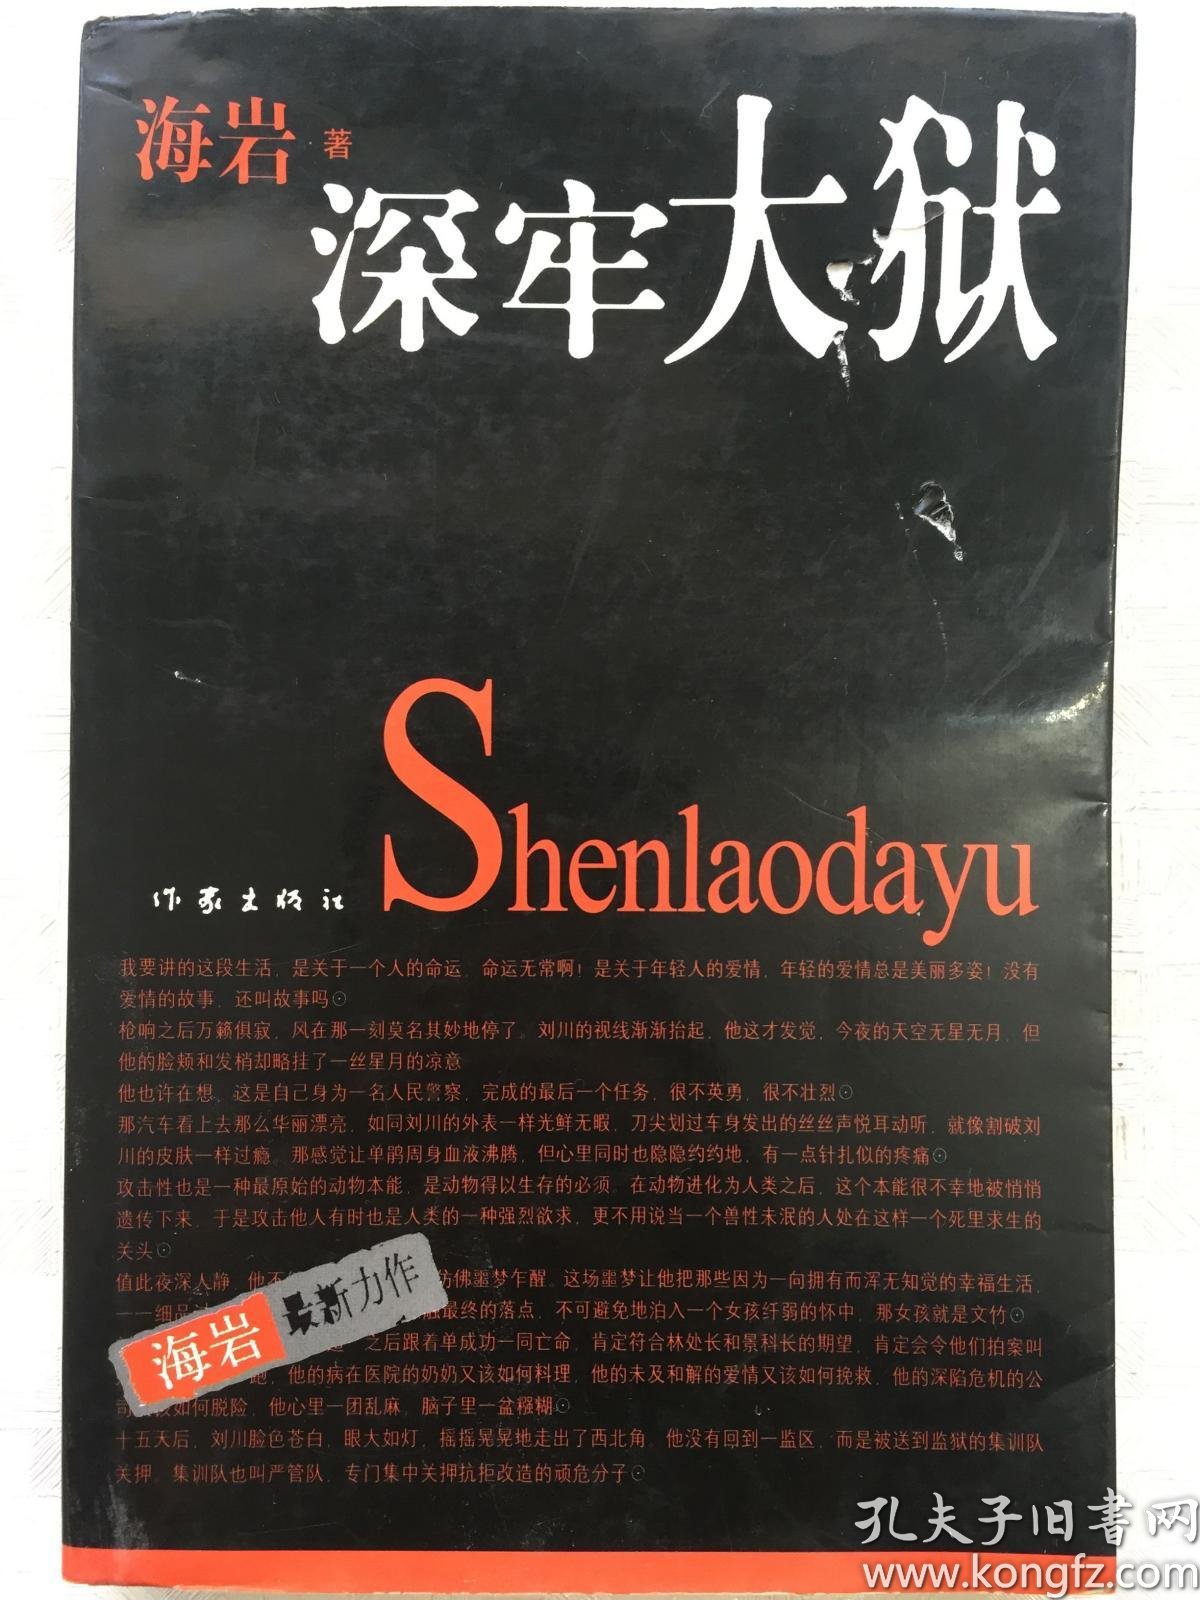 海岩 著
深牢大狱
Shenlaodayu
作家出版社
我要讲的这段生活，是关于一个人的命运，命运无常啊！是关于年轻人的爱情，年轻的爱情总是美丽多姿！没有
爱情的故事，还叫故事吗⊙
枪响之后万籁俱寂，风在那一刻莫名其妙地停了。刘川的视线渐渐抬起，他这才发觉，今夜的天空无星无月，但
他的脸颊和发梢却略挂了一丝星月的凉意
他也许在想，这是自己身为一名人民警察，完成的最后一个任务，很不英勇，很不壮烈⊙
那汽车看上去那么华丽漂亮，如同刘川的外表一样光鲜无暇，刀尖划过车身发出的丝丝声悦耳动听，就像割破刘
川的皮肤一样过瘾，那感觉让单鹃周身血液沸腾，但心里同时也隐隐约约地，有一点针扎似的疼痛⊙
攻击性也是一种最原始的动物本能，是动物得以生存的必须。在动物进化为人类之后，这个本能很不幸地被悄悄
遗传下来，于是攻击他人有时也是人类的一种强烈欲求，更不用说当一个兽性未泯的人处在这样一个死里求生的
关头⊙
值此夜深人静，他不 仿佛噩梦乍醒。这场噩梦让他把那些因为一向拥有而浑无知觉的幸福生活，
一一细品 最终的落点，不可避免地泊入一个女孩纤弱的怀中，那女孩就是文竹⊙
之后跟着单成功一同亡命，肯定符合林处长和景科长的期望，肯定会令他们拍案叫
跑，他的病在医院的奶奶又该如何料理，他的未及和解的爱情又该如何挽救，他的深陷危机的公
司 该如何脱险，他心里一团乱麻，脑子里一盆糨糊⊙
十五天后，刘川脸色苍白，眼大如灯，摇摇晃晃地走出了西北角。他没有回到一监区，而是被送到监狱的集训队
关押。集训队也叫严管队，专门集中关押抗拒改造的顽危分子⊙
海岩 最新力作
孔夫子旧书网
www.kongfz.com